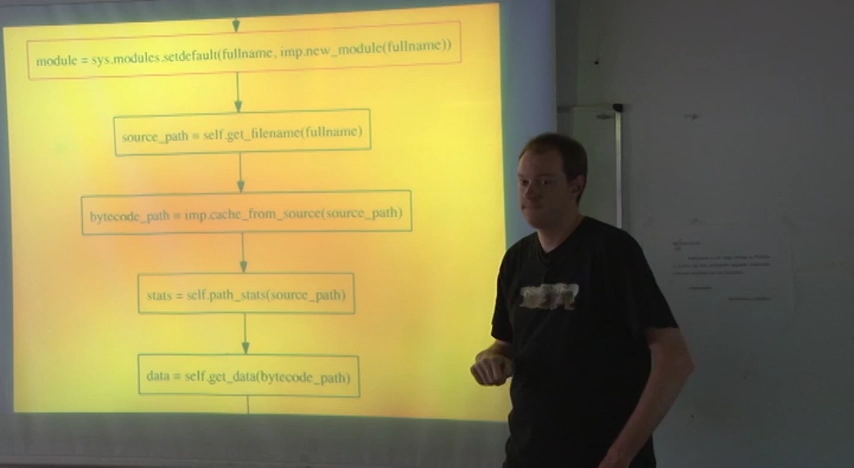 module = sys.modules.setdefault(fullname, imp.new_module(fullname))
source_path = self.get_filename(fullname)
bytecode_path = imp.cache_from_source(source_path)
stats = self.path_stats(source_path)
data = self.get_data(bytecode_path)